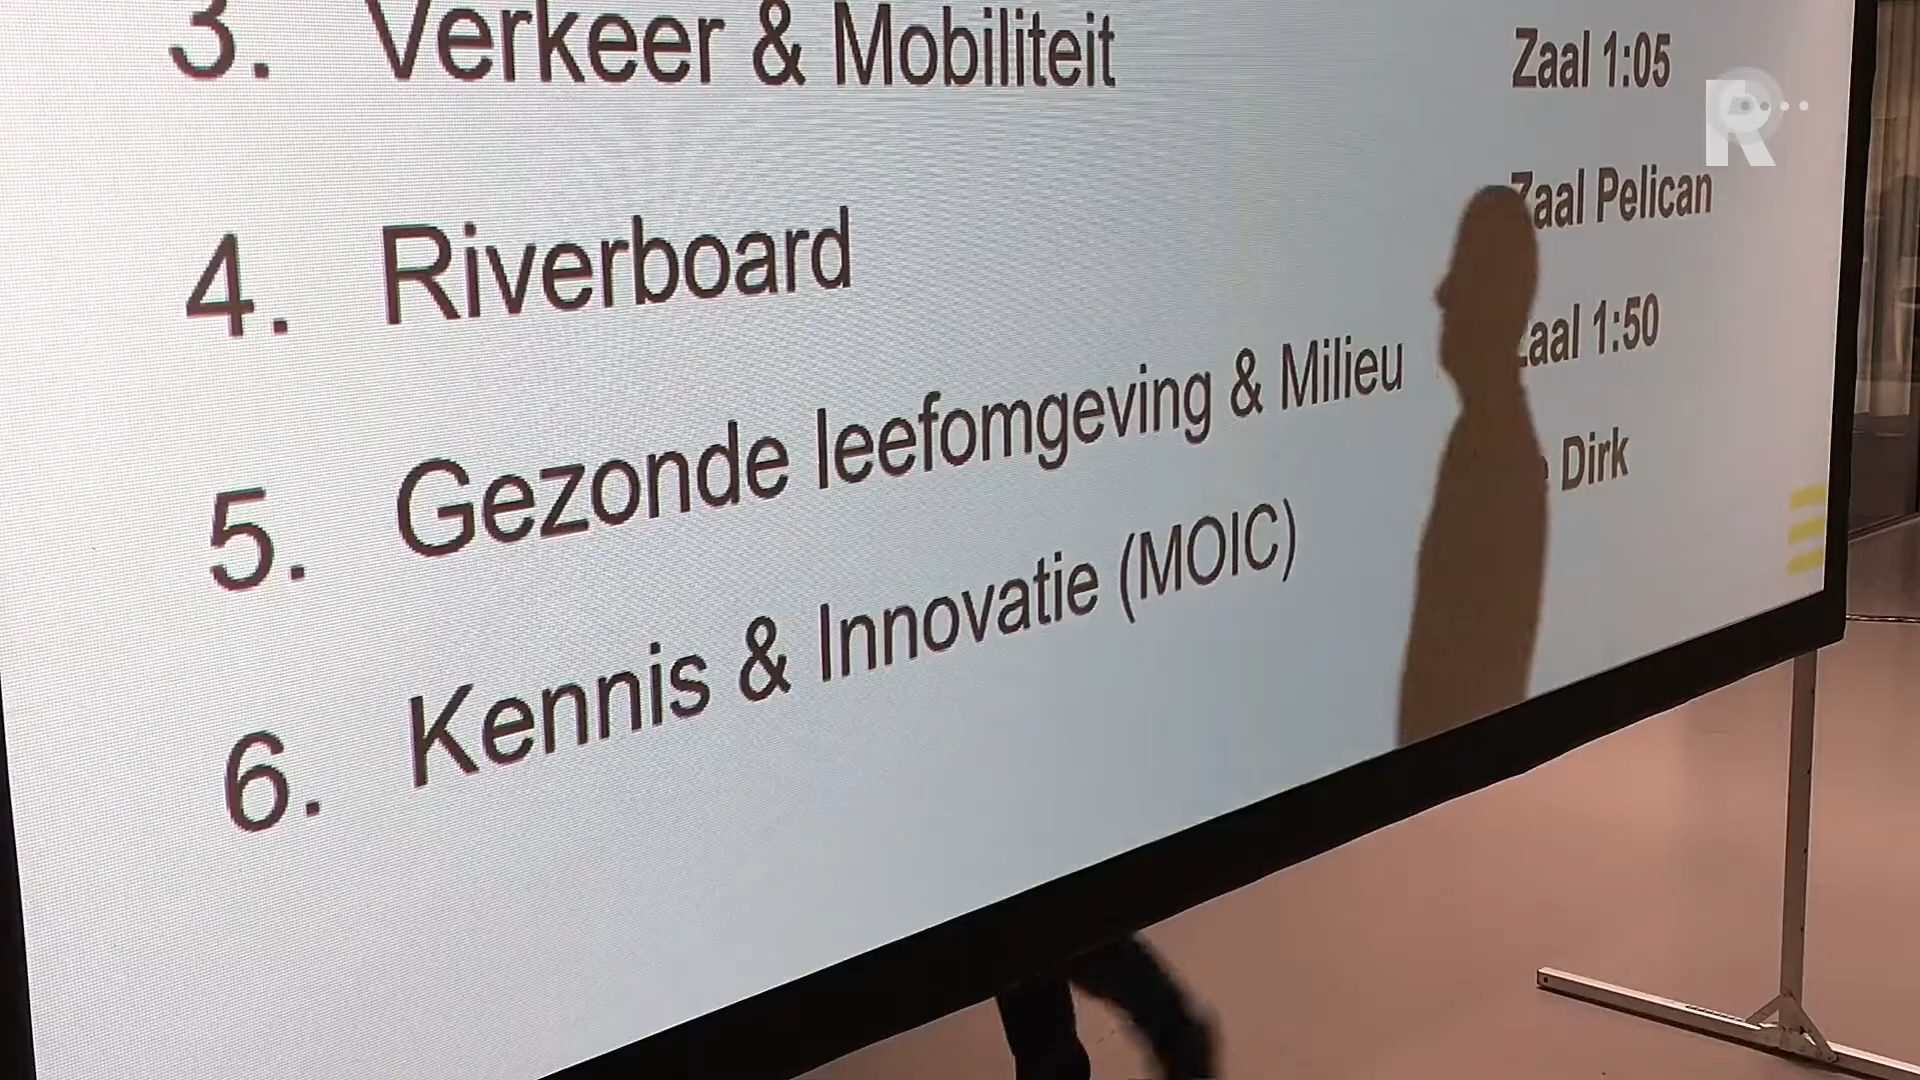 3. Verkeer & Mobiliteit Zaal 1:05
4. Riverboard Zaal Pelican
5. Gezonde leefomgeving & Milieu Zaal 1:50
6. Kennis & Innovatie (MOIC) Dirk
R